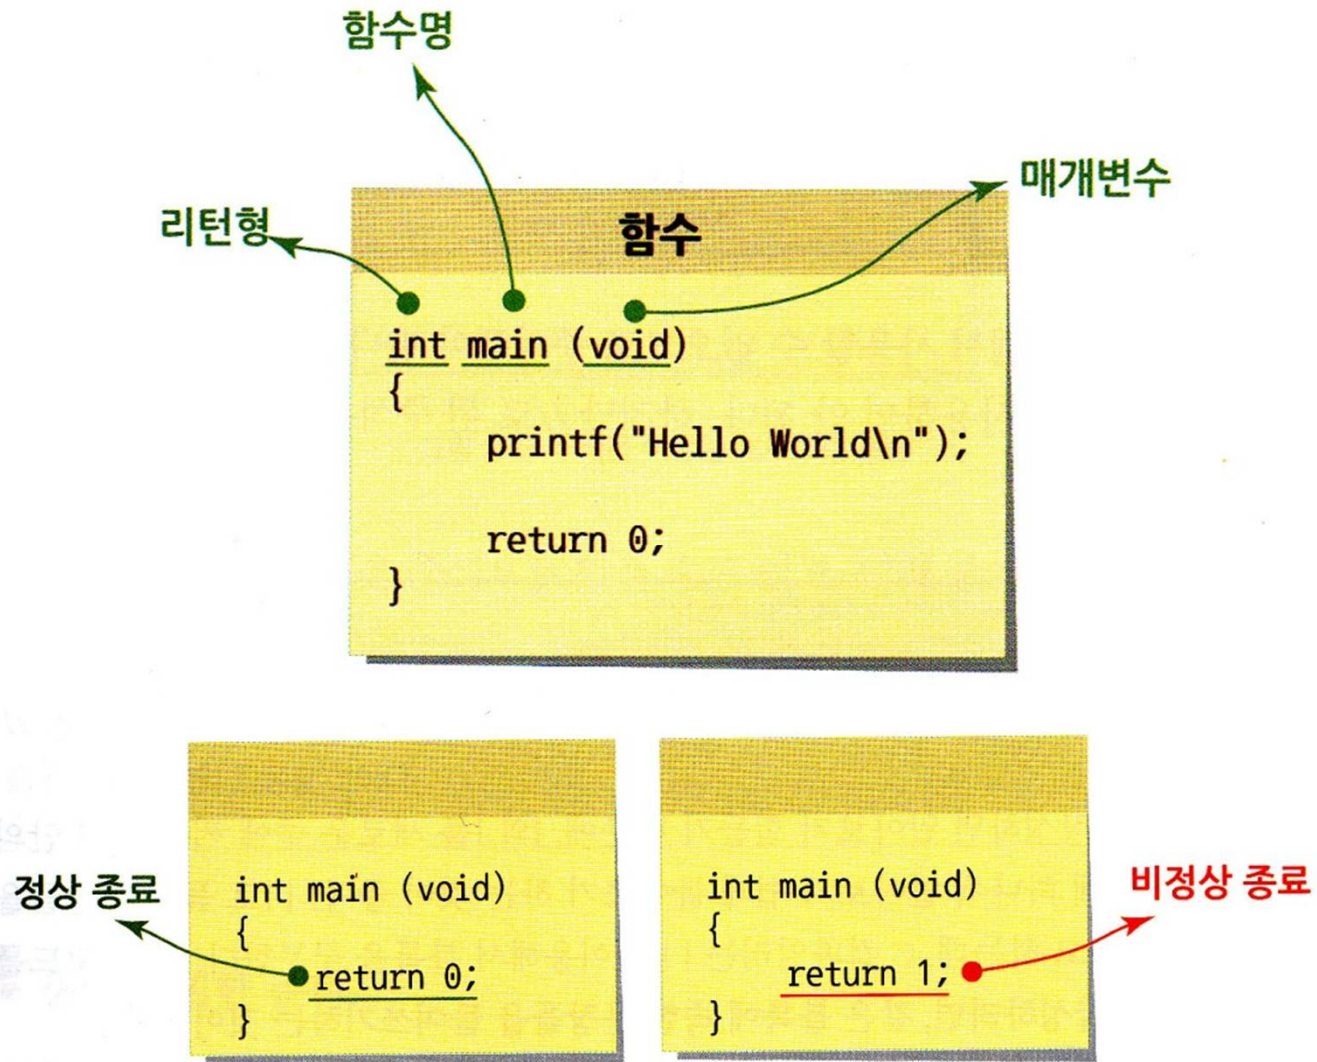 함수명
매개변수
리턴형
함수
int main (void)
{
printf("Hello World\n");
return 0;
}
정상 종료
int main (void)
{
return 0;
}
int main (void)
{
return 1;
}
비정상 종료